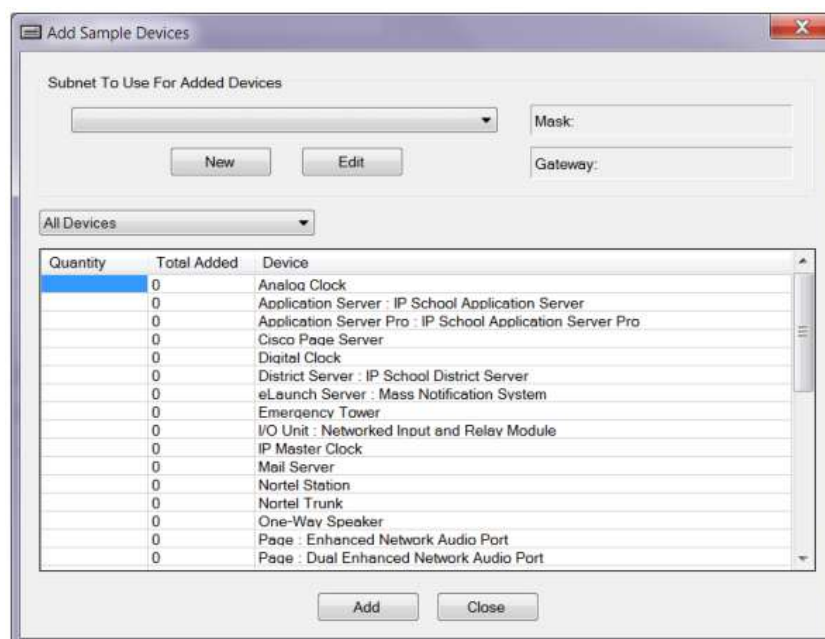 Add Sample Devices
Subnet To Use For Added Devices
Mask:
New Edit
Gateway:
All Devices
Quantity Total Added Device
0 Analog Clock
0 Application Server : IP School Application Server
0 Application Server Pro : IP School Application Server Pro
0 Cisco Page Server
0 Digital Clock
0 District Server : IP School District Server
0 eLaunch Server : Mass Notification System
0 Emergency Tower
0 I/O Unit : Networked Input and Relay Module
0 IP Master Clock
0 Mail Server
0 Nortel Station
0 Nortel Trunk
0 One-Way Speaker
0 Page : Enhanced Network Audio Port
0 Page : Dual Enhanced Network Audio Port
Add Close